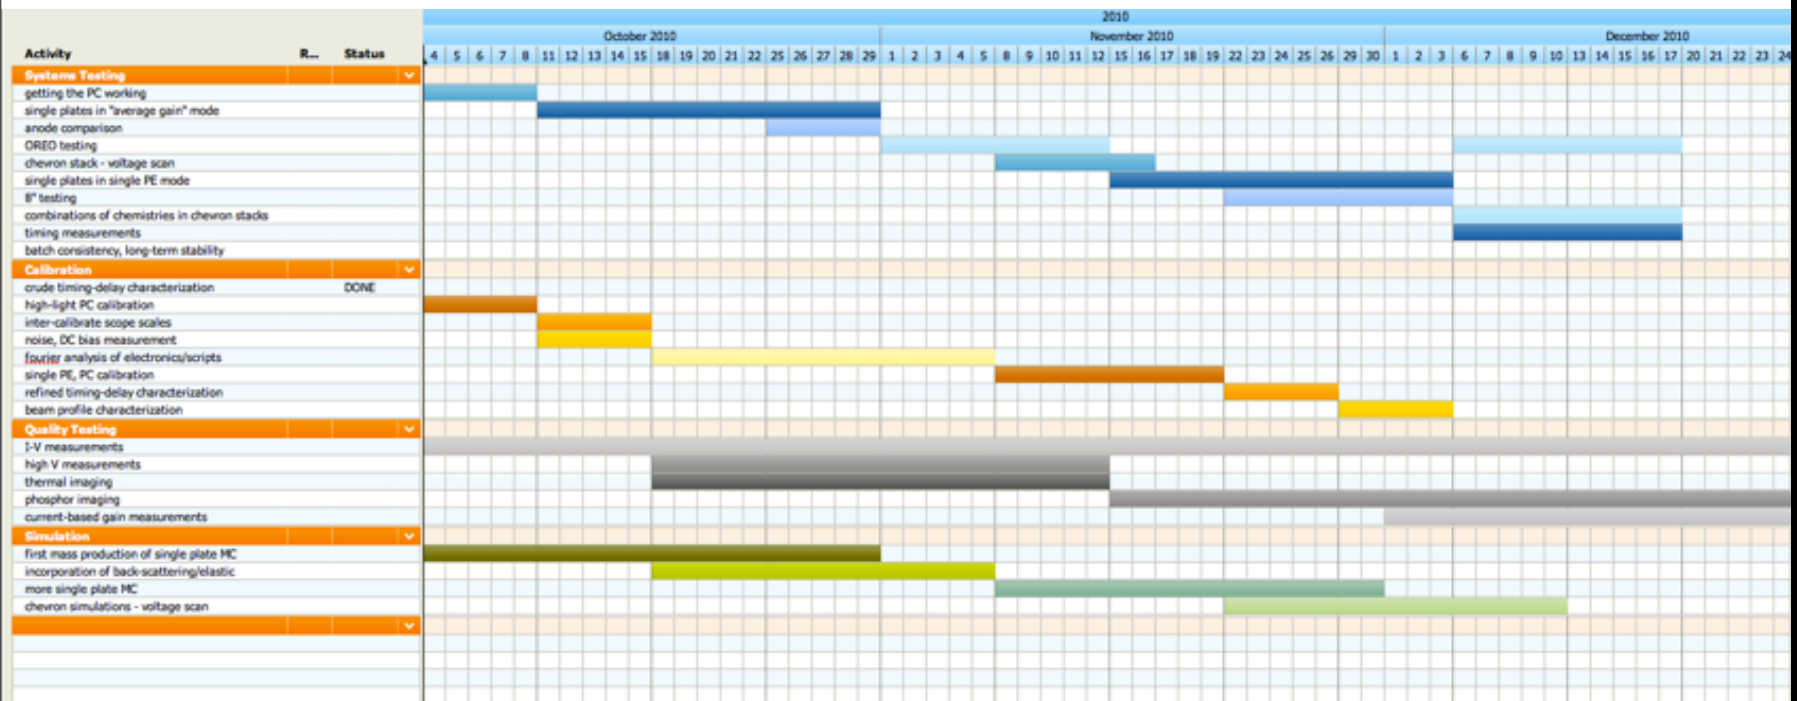 2010
October 2010 November 2010 December 2010
Activity R... Status 4 5 6 7 8 11 12 13 14 15 18 19 20 21 22 25 26 27 28 29 1 2 3 4 5 8 9 10 11 12 15 16 17 18 19 22 23 24 25 26 29 30 1 2 3 6 7 8 9 10 13 14 15 16 17 20 21 22 23 24
Systems Testing
getting the PC working
single plates in "average gain" mode
anode comparison
OREO testing
chevron stack - voltage scan
single plates in single PE mode
8" testing
combinations of chemistries in chevron stacks
timing measurements
batch consistency, long-term stability
Calibration
crude timing-delay characterization DONE
high-light PC calibration
inter-calibrate scope scales
noise, DC bias measurement
fourier analysis of electronics/scripts
single PE, PC calibration
refined timing-delay characterization
beam profile characterization
Quality Testing
I-V measurements
high V measurements
thermal imaging
phosphor imaging
current-based gain measurements
Simulation
first mass production of single plate MC
incorporation of back-scattering/elastic
more single plate MC
chevron simulations - voltage scan